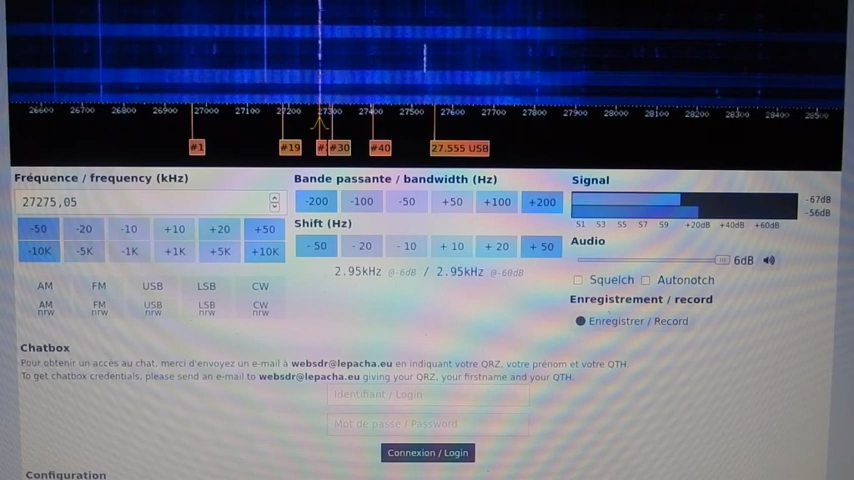 26600 26700 26800 26900 27000 27100 27200 27300 27400 27500 27600 27700 27800 27900 28000 28100 28200 28300 28400 28500
#1 #19 #30 #40 27.555 USB
Fréquence / frequency (kHz)
27275,05
-50 -20 -10 +10 +20 +50
-10K -5K -1K +1K +5K +10K
AM FM USB LSB CW
AM nrw FM nrw USB nrw LSB nrw CW nrw
Bande passante / bandwidth (Hz)
-200 -100 -50 +50 +100 +200
Shift (Hz)
- 50 - 20 - 10 + 10 + 20 + 50
2.95kHz @-6dB / 2.95kHz @-60dB
Signal
-67dB
-56dB
S1 S3 S5 S7 S9 +20dB +40dB +60dB
Audio
6dB
Squelch Autonotch
Enregistrement / record
Enregistrer / Record
Chatbox
Pour obtenir un accès au chat, merci d'envoyez un e-mail à websdr@lepacha.eu en indiquant votre QRZ, votre prénom et votre QTH.
To get chatbox credentials, please send an e-mail to websdr@lepacha.eu giving your QRZ, your firstname and your QTH.
Identifiant / Login
Mot de passe / Password
Connexion / Login
Configuration